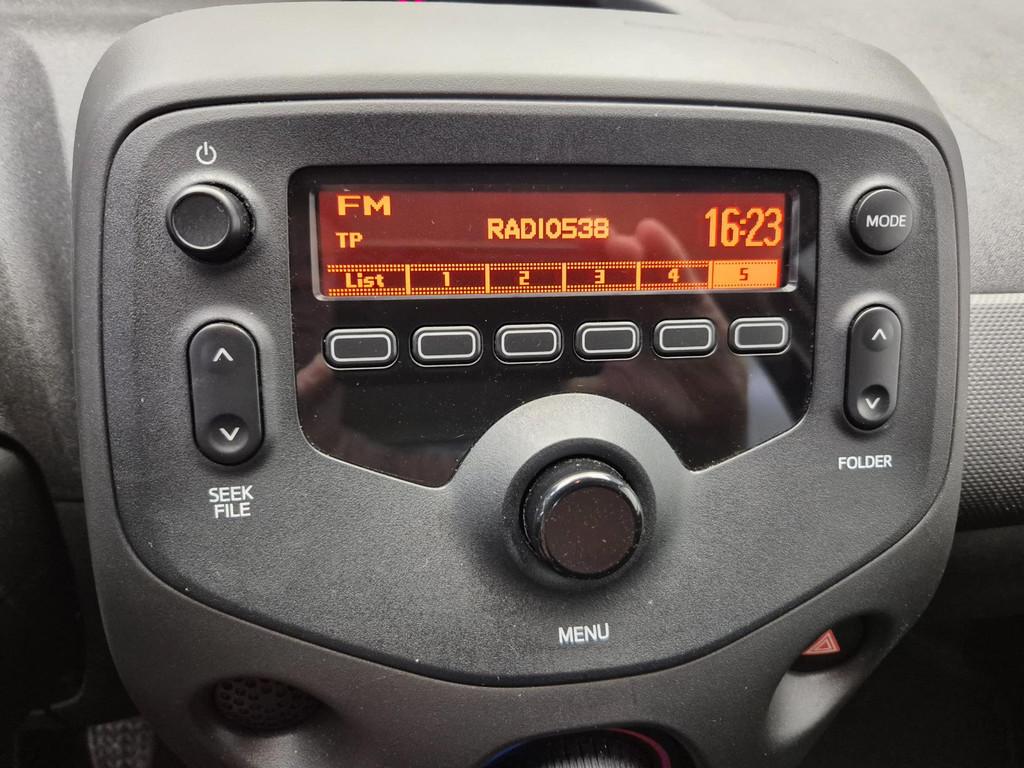 FM
TP
RADIO538
16:23
List 1 2 3 4 5
MODE
SEEK
FILE
FOLDER
MENU